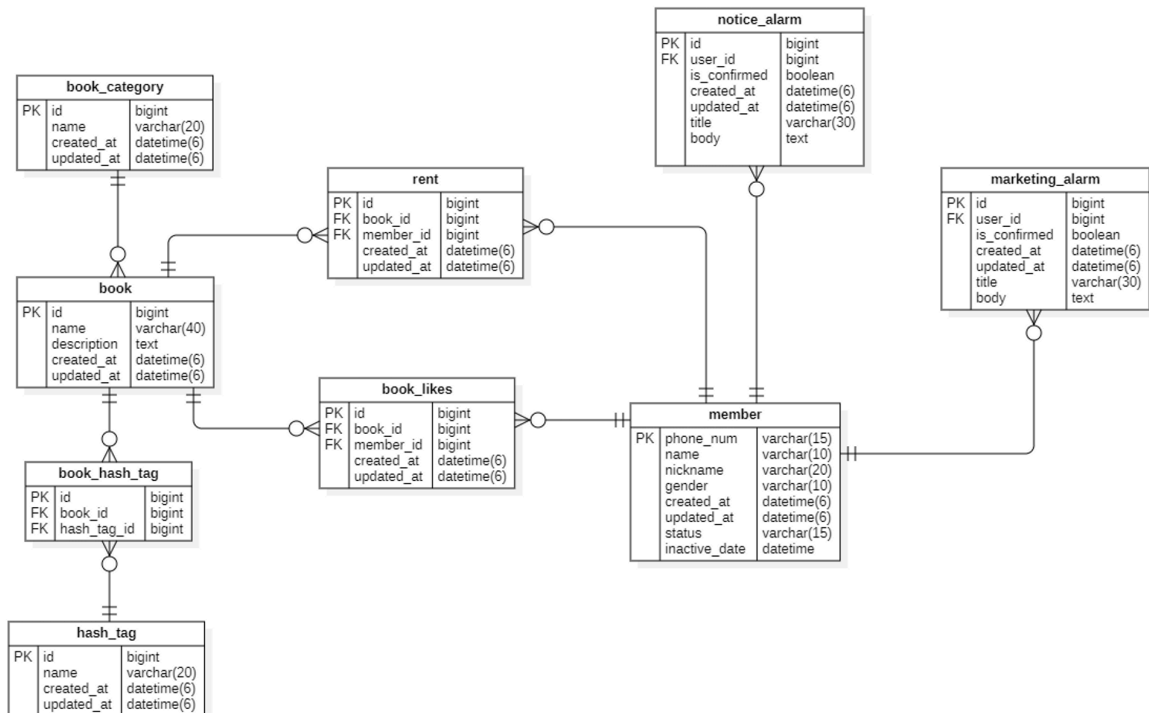 notice_alarm
PK id bigint
FK user_id bigint
is_confirmed boolean
created_at datetime(6)
updated_at datetime(6)
title varchar(30)
body text
book_category
PK id bigint
name varchar(20)
created_at datetime(6)
updated_at datetime(6)
rent
PK id bigint
FK book_id bigint
FK member_id bigint
created_at datetime(6)
updated_at datetime(6)
marketing_alarm
PK id bigint
FK user_id bigint
is_confirmed boolean
created_at datetime(6)
updated_at datetime(6)
title varchar(30)
body text
book
PK id bigint
name varchar(40)
description text
created_at datetime(6)
updated_at datetime(6)
book_likes
PK id bigint
FK book_id bigint
FK member_id bigint
created_at datetime(6)
updated_at datetime(6)
member
PK phone_num varchar(15)
name varchar(10)
nickname varchar(20)
gender varchar(10)
created_at datetime(6)
updated_at datetime(6)
status varchar(15)
inactive_date datetime
book_hash_tag
PK id bigint
FK book_id bigint
FK hash_tag_id bigint
hash_tag
PK id bigint
name varchar(20)
created_at datetime(6)
updated_at datetime(6)